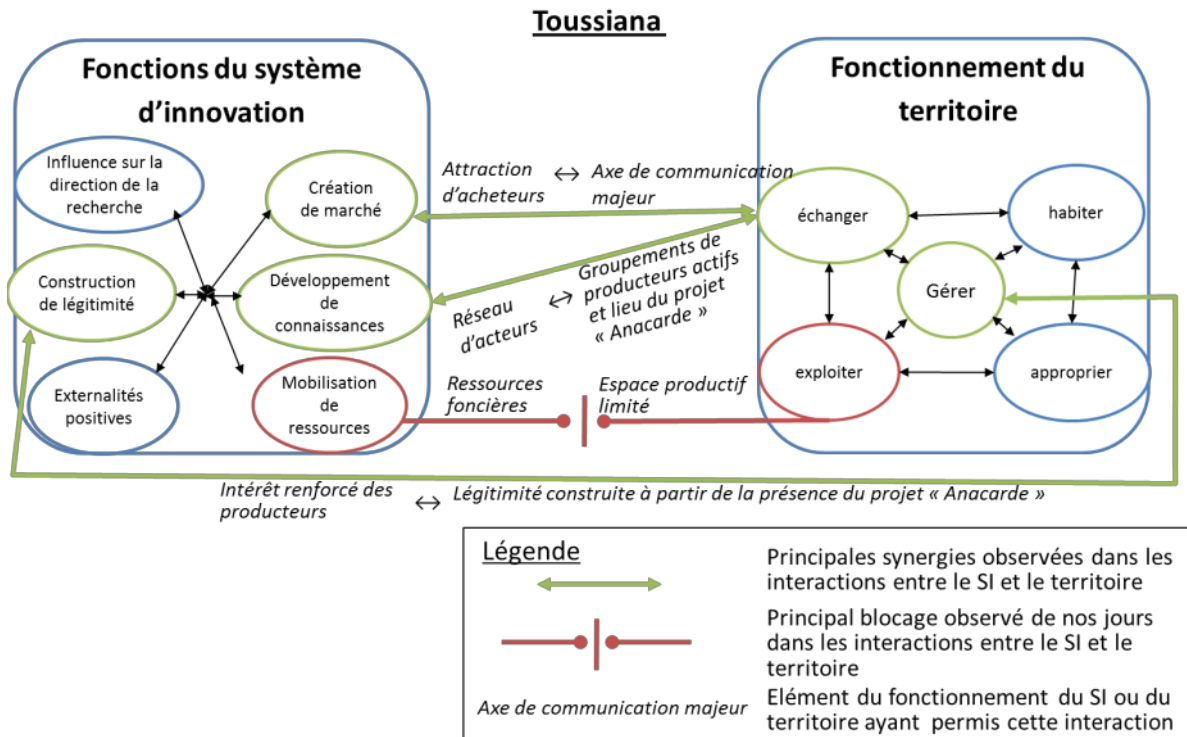 Toussiana
Fonctions du système
d’innovation
Influence sur la
direction de la
recherche
Création
de marché
Construction
de légitimité
Développement
de
connaissances
Externalités
positives
Mobilisation
de
ressources
Attraction
d’acheteurs
Axe de communication
majeur
Réseau
d’acteurs
Groupements de
producteurs actifs
et lieu du projet
« Anacarde »
Ressources
foncières
Espace productif
limité
Fonctionnement du
territoire
échanger
habiter
Gérer
exploiter
approprier
Intérêt renforcé des
producteurs
Légitimité construite à partir de la présence du projet « Anacarde »
Légende
Principales synergies observées dans les
interactions entre le SI et le territoire
Principal blocage observé de nos jours
dans les interactions entre le SI et le
territoire
Axe de communication majeur
Elément du fonctionnement du SI ou du
territoire ayant permis cette interaction